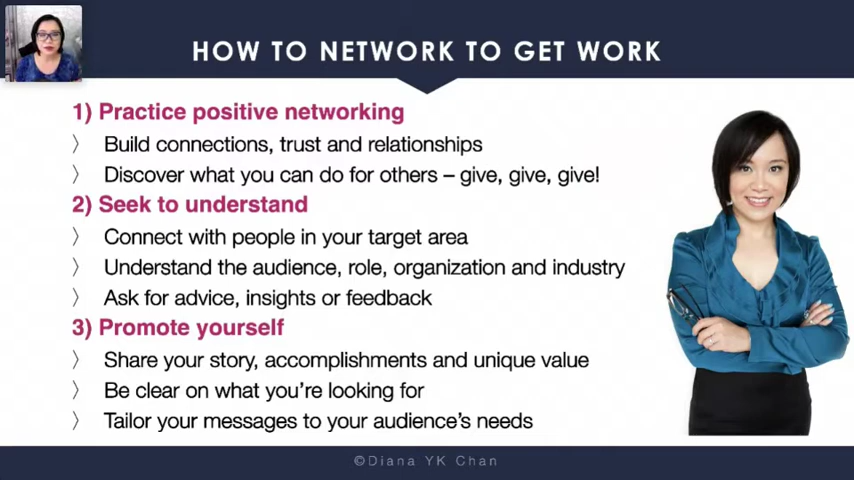 HOW TO NETWORK TO GET WORK
1) Practice positive networking
〉 Build connections, trust and relationships
〉 Discover what you can do for others – give, give, give!
2) Seek to understand
〉 Connect with people in your target area
〉 Understand the audience, role, organization and industry
〉 Ask for advice, insights or feedback
3) Promote yourself
〉 Share your story, accomplishments and unique value
〉 Be clear on what you're looking for
〉 Tailor your messages to your audience's needs
©Diana YK Chan